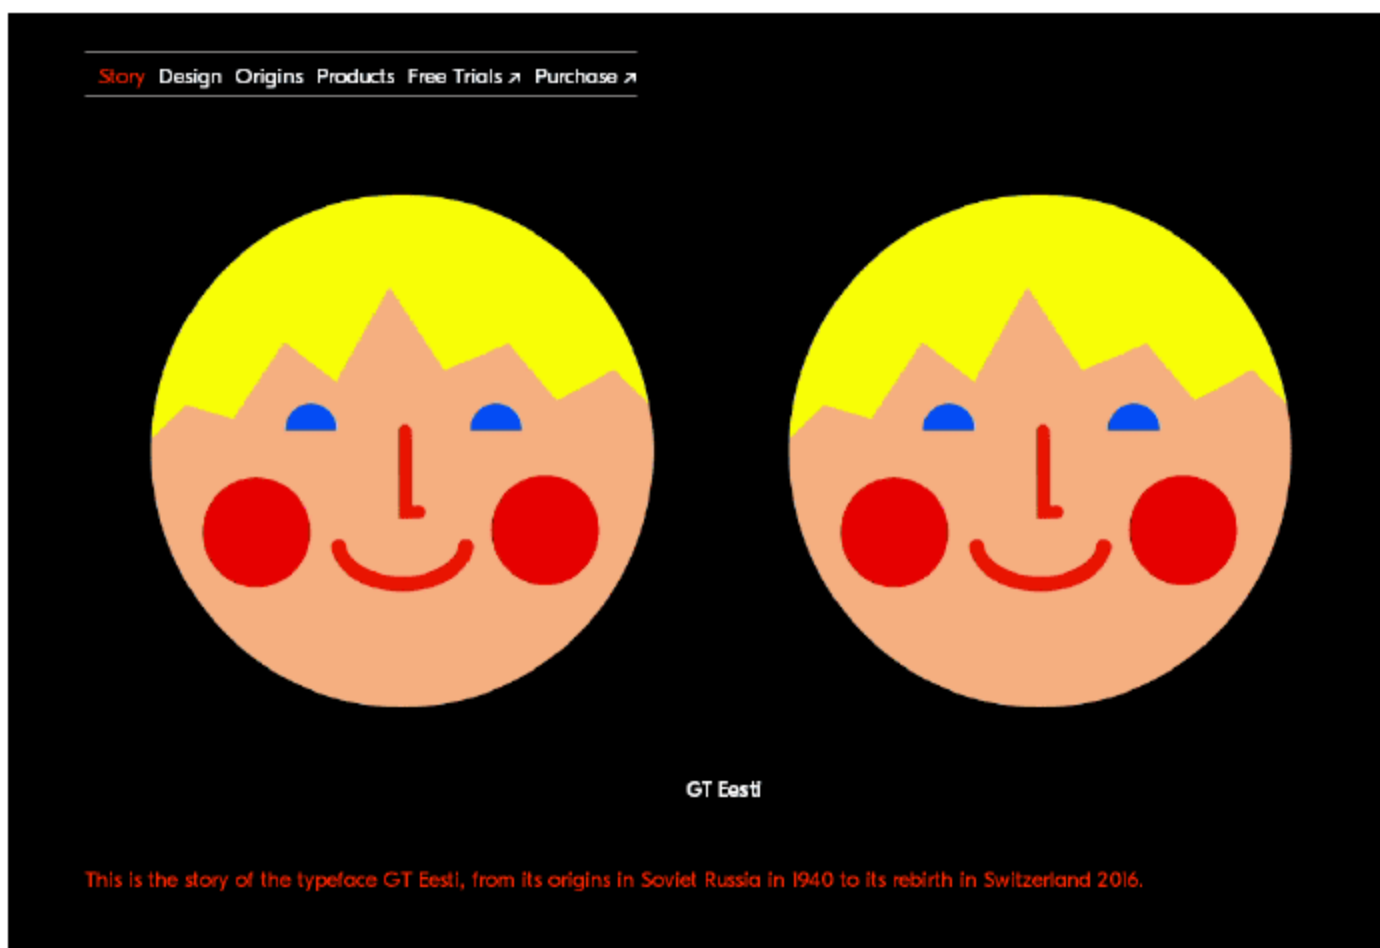 Story Design Origins Products Free Trials ↗ Purchase ↗
GT Eesti
This is the story of the typeface GT Eesti, from its origins in Soviet Russia in 1940 to its rebirth in Switzerland 2016.